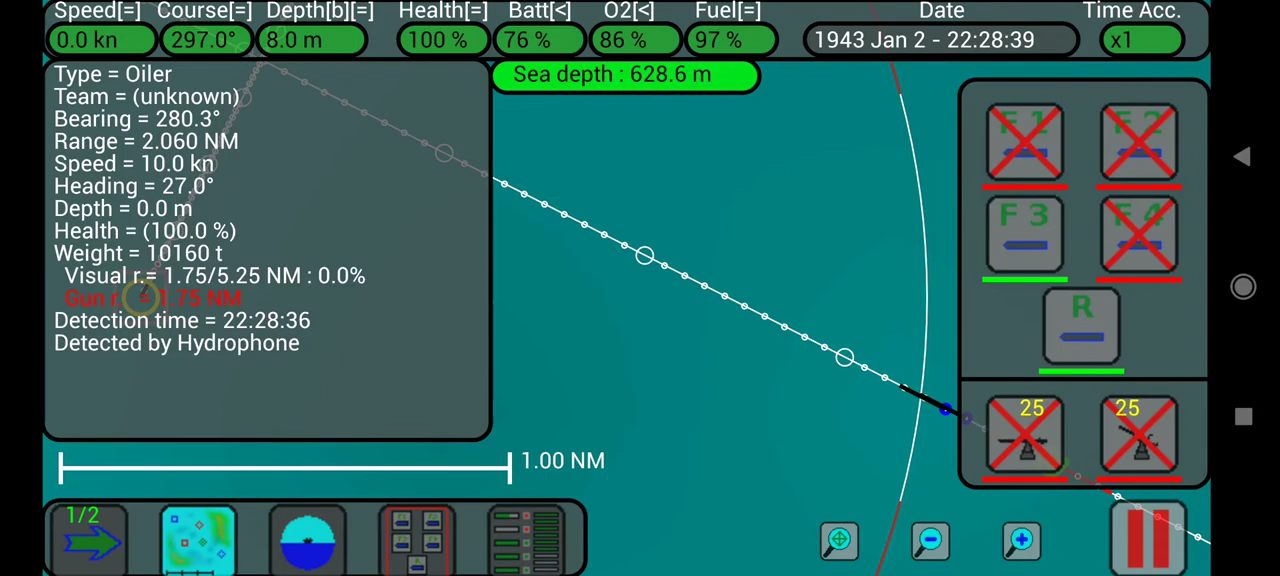 Speed[=] Course[=] Depth[b][=] Health[=] Batt[<] O2[<] Fuel[=] Date Time Acc.
0.0 kn 297.0° 8.0 m 100 % 76 % 86 % 97 % 1943 Jan 2 - 22:28:39 x1
Sea depth : 628.6 m
Type = Oiler
Team = (unknown)
Bearing = 280.3°
Range = 2.060 NM
Speed = 10.0 kn
Heading = 27.0°
Depth = 0.0 m
Health = (100.0 %)
Weight = 10160 t
Visual r.= 1.75/5.25 NM : 0.0%
Gun r. = 1.75 NM
Detection time = 22:28:36
Detected by Hydrophone
F 1 F 2
F 3 F 4
R
25 25
1.00 NM
1/2